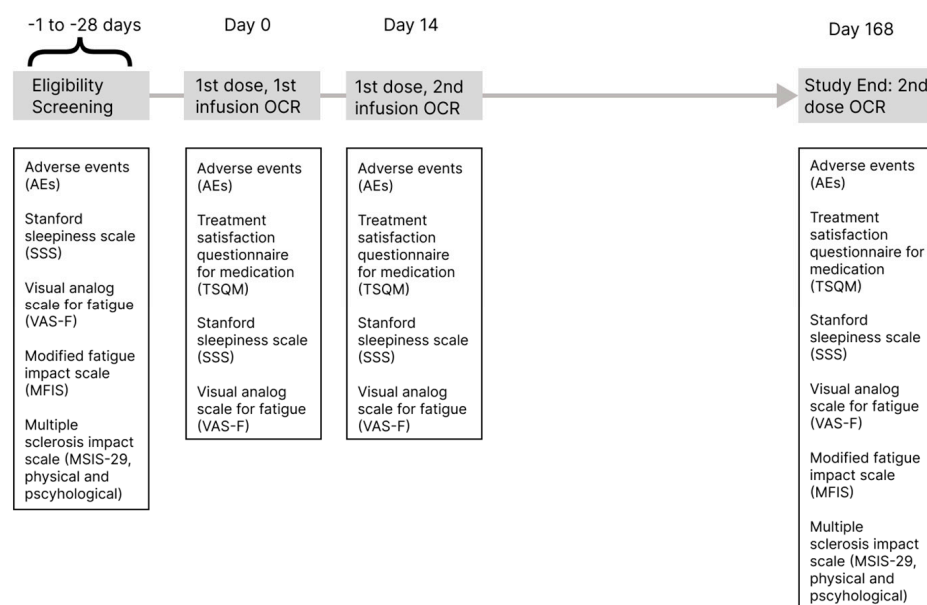 -1 to -28 days
Day 0
Day 14
Day 168
Eligibility
Screening
1st dose, 1st
infusion OCR
1st dose, 2nd
infusion OCR
Study End: 2nd
dose OCR
Adverse events
(AEs)
Stanford
sleepiness scale
(SSS)
Visual analog
scale for fatigue
(VAS-F)
Modified fatigue
impact scale
(MFIS)
Multiple
sclerosis impact
scale (MSIS-29,
physical and
pscyhological)
Adverse events
(AEs)
Treatment
satisfaction
questionnaire
for medication
(TSQM)
Stanford
sleepiness scale
(SSS)
Visual analog
scale for fatigue
(VAS-F)
Adverse events
(AEs)
Treatment
satisfaction
questionnaire
for medication
(TSQM)
Stanford
sleepiness scale
(SSS)
Visual analog
scale for fatigue
(VAS-F)
Adverse events
(AEs)
Treatment
satisfaction
questionnaire for
medication
(TSQM)
Stanford
sleepiness scale
(SSS)
Visual analog
scale for fatigue
(VAS-F)
Modified fatigue
impact scale
(MFIS)
Multiple
sclerosis impact
scale (MSIS-29,
physical and
pscyhological)